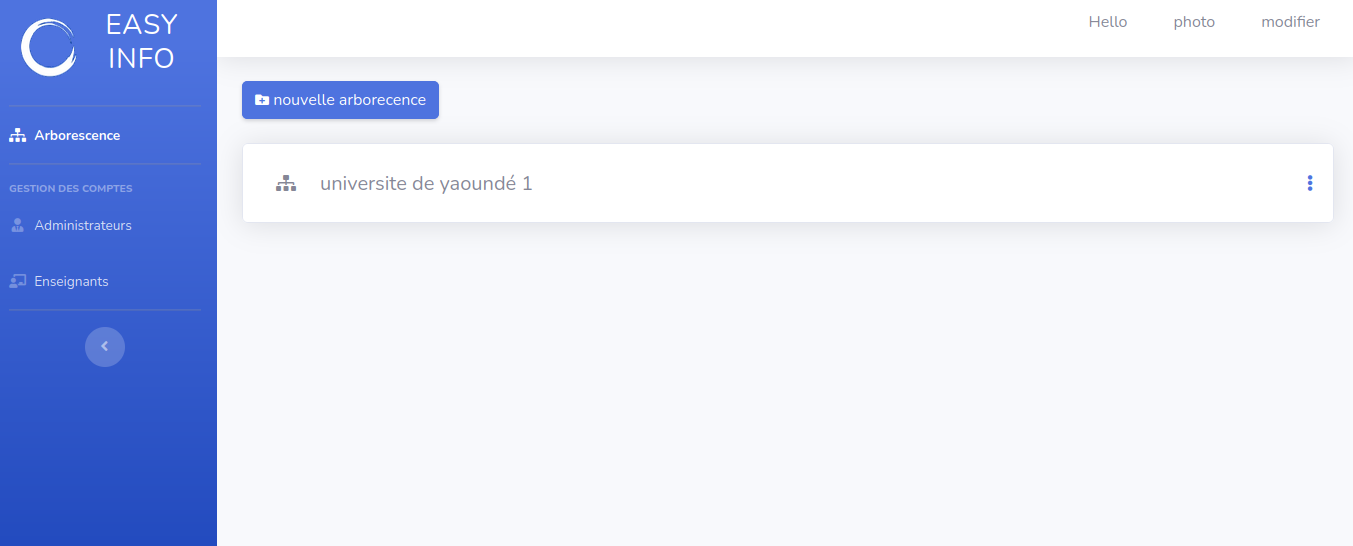 EASY
INFO
Hello photo modifier
nouvelle arborecence
Arborescence
universite de yaoundé 1
GESTION DES COMPTES
Administrateurs
Enseignants